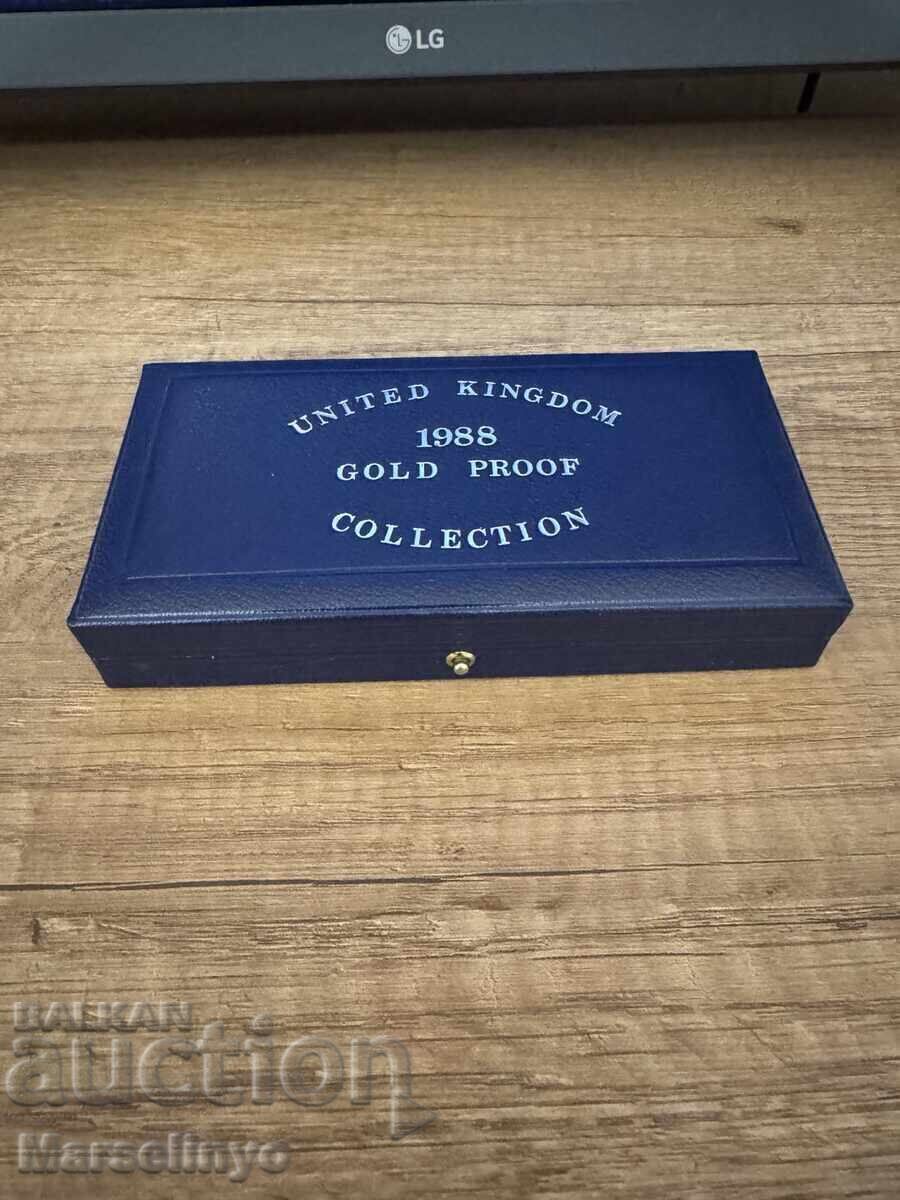 LG
UNITED KINGDOM
1988
GOLD PROOF
COLLECTION
BALKAN
auction
Marselinyo